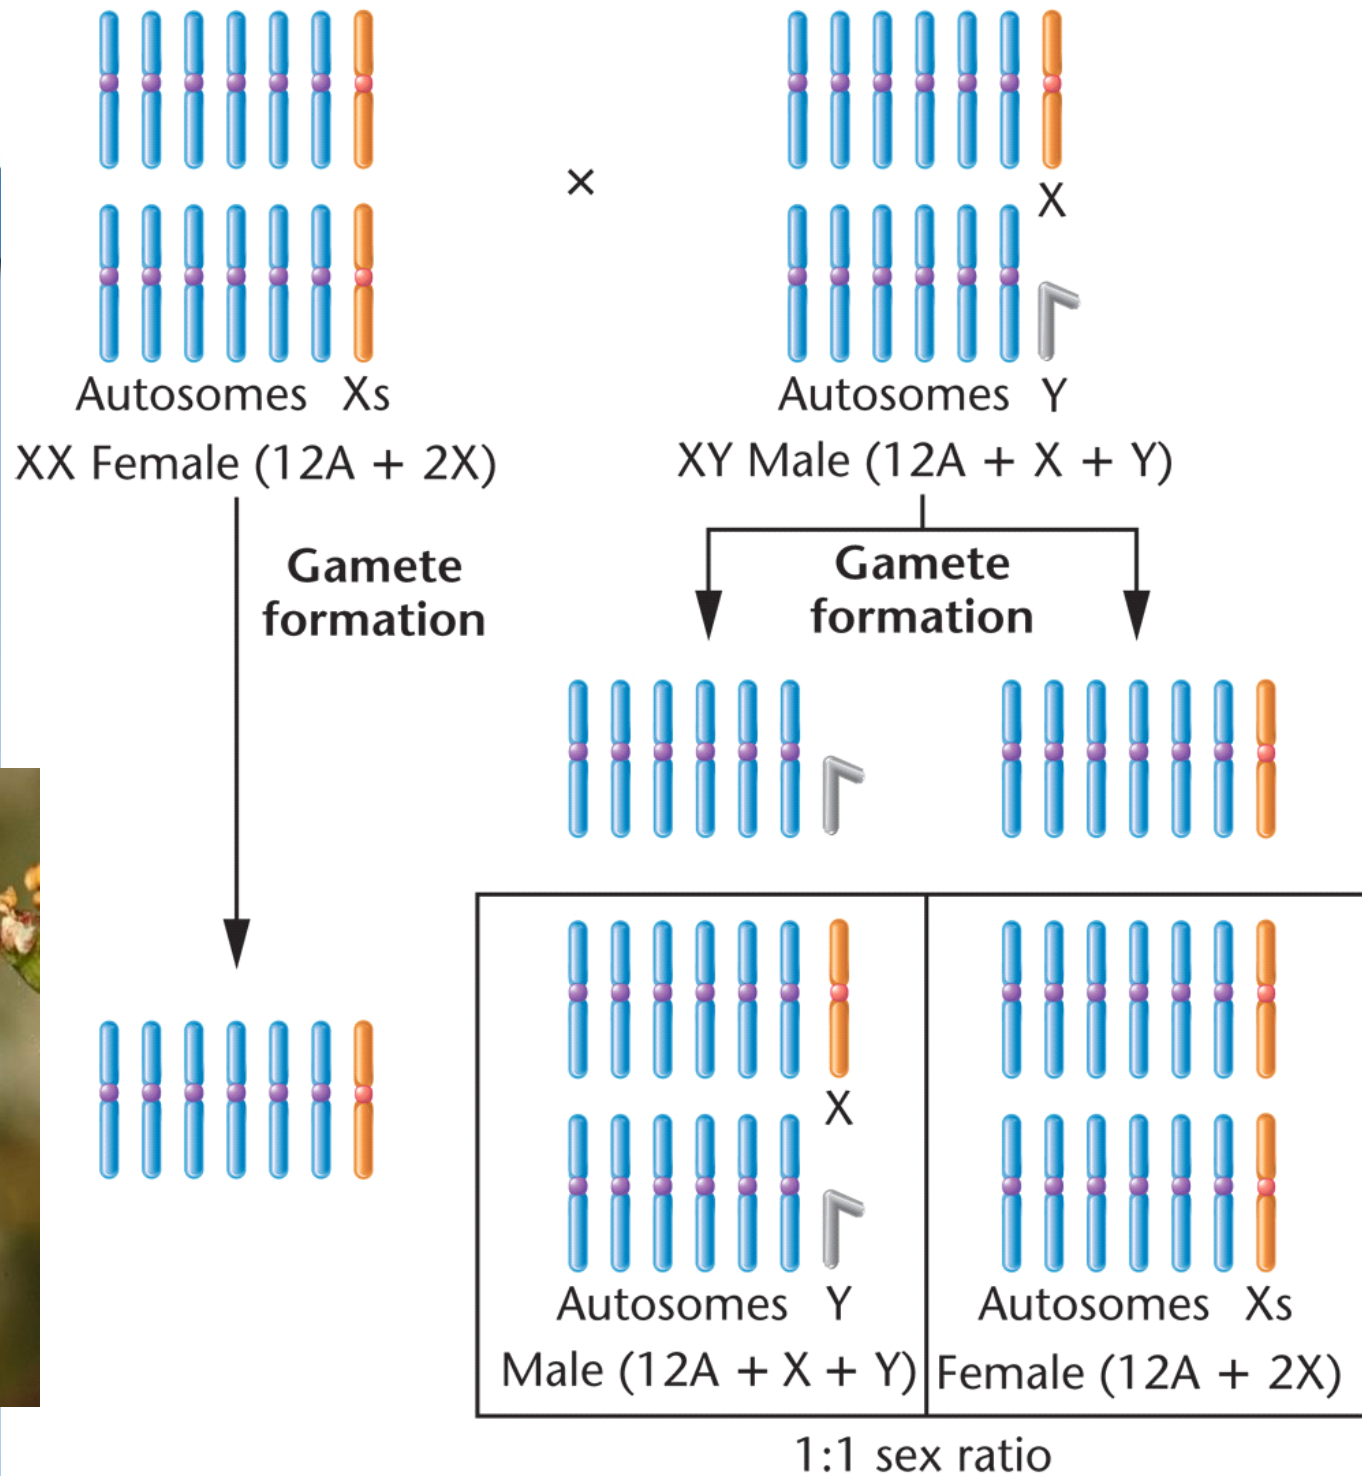 ×
X
Autosomes Xs
Autosomes Y
XX Female (12A + 2X)
XY Male (12A + X + Y)
Gamete
formation
Gamete
formation
X
Autosomes Y
Autosomes Xs
Male (12A + X + Y)
Female (12A + 2X)
1:1 sex ratio